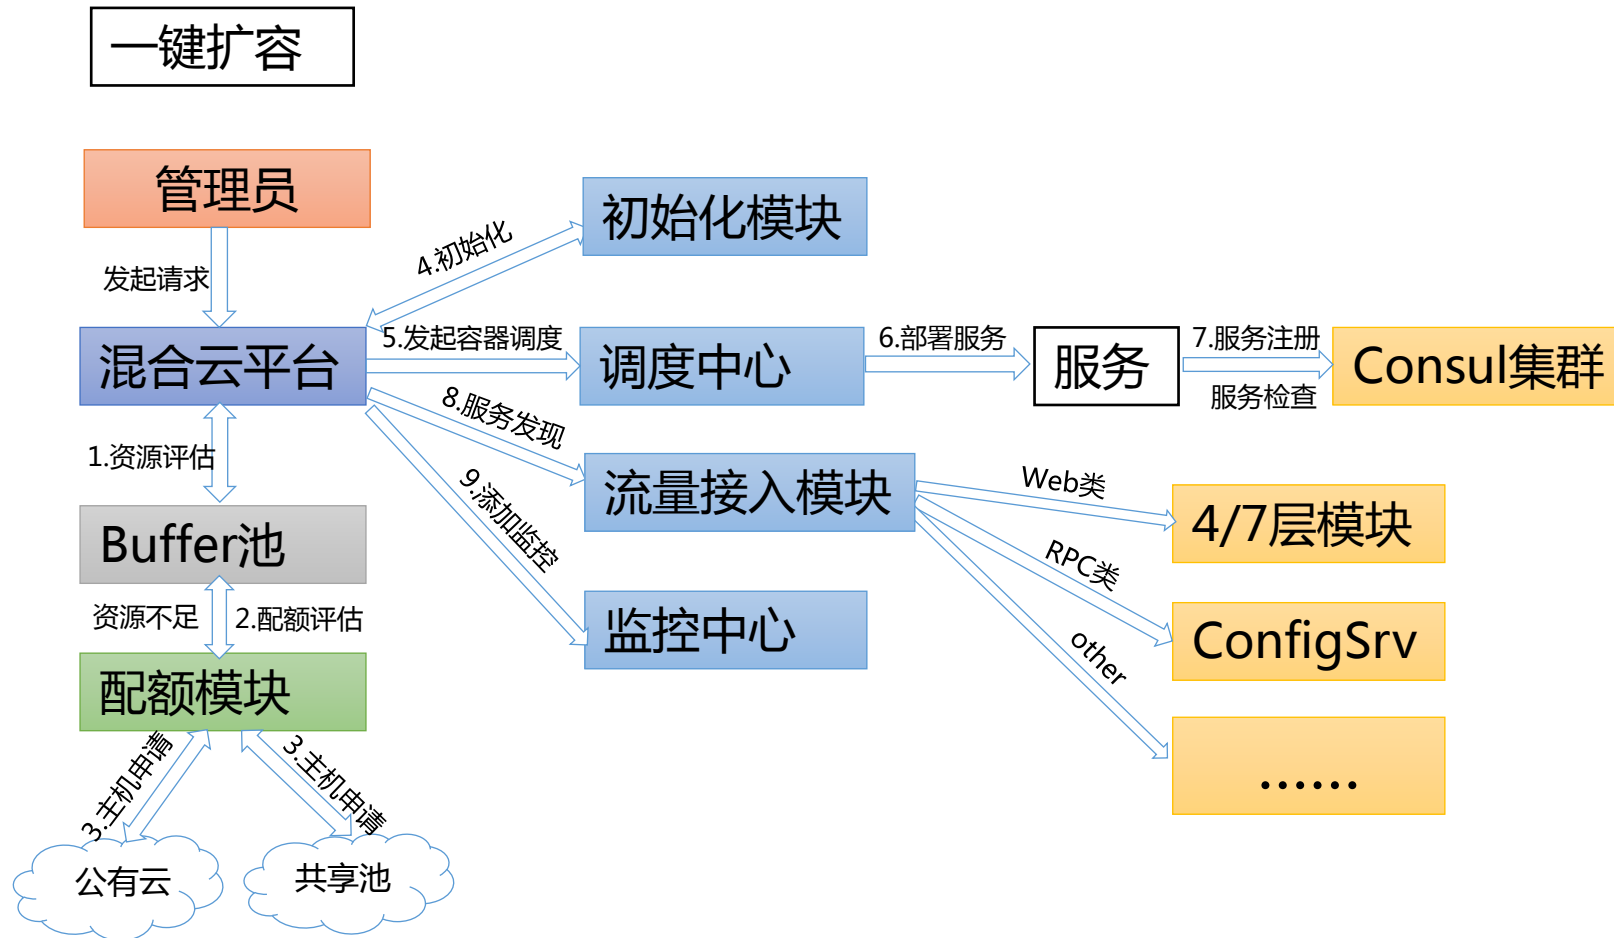 一键扩容
管理员
发起请求
初始化模块
4.初始化
混合云平台
5.发起容器调度
调度中心
6.部署服务
服务
7.服务注册
服务检查
Consul集群
1.资源评估
8.服务发现
9.添加监控
流量接入模块
Web类
4/7层模块
Buffer池
RPC类
资源不足
2.配额评估
监控中心
ConfigSrv
other
配额模块
3.主机申请
3.主机申请
......
公有云
共享池